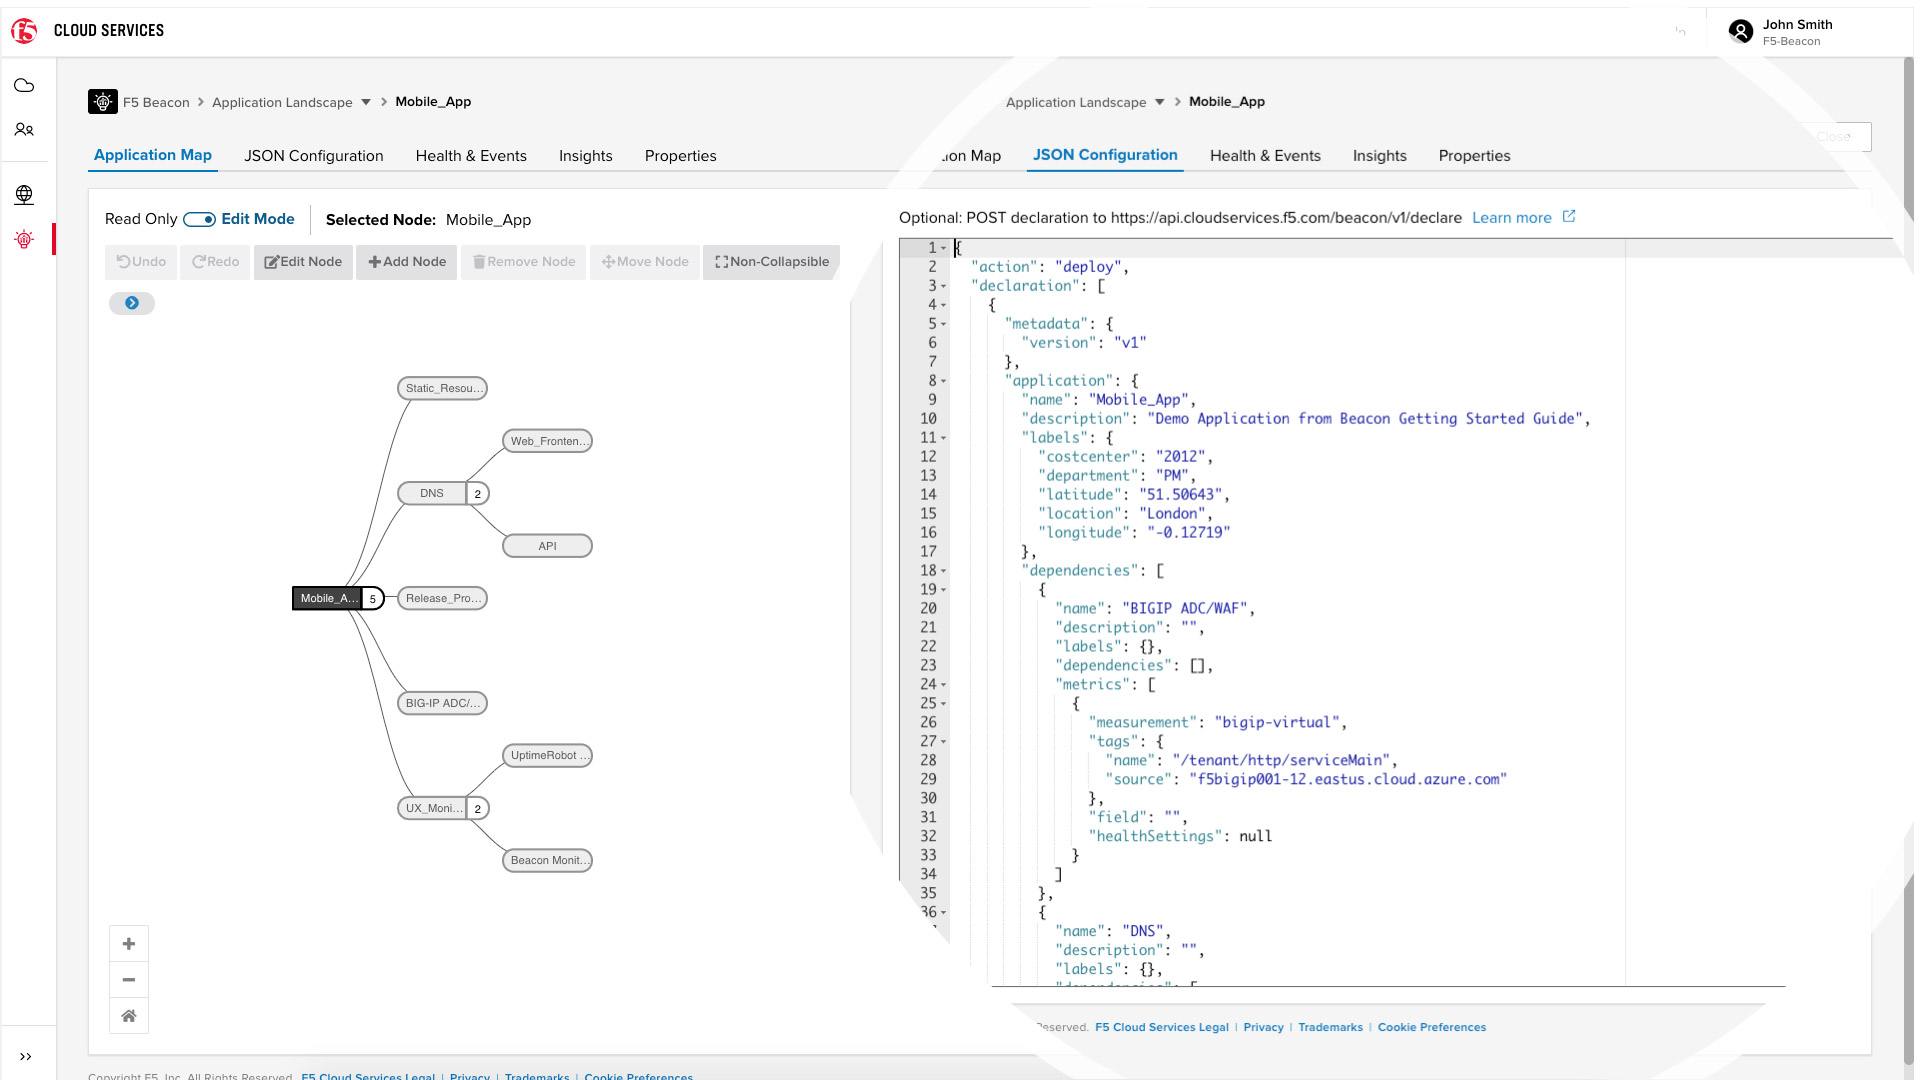 CLOUD SERVICES
John Smith
F5-Beacon
F5 Beacon > Application Landscape > Mobile_App
Application Landscape > Mobile_App
Close
Application Map JSON Configuration Health & Events Insights Properties
ion Map JSON Configuration Health & Events Insights Properties
Read Only Edit Mode Selected Node: Mobile_App
Undo Redo Edit Node Add Node Remove Node Move Node Non-Collapsible
Static_Resou...
Web_Fronten...
DNS 2
API
Mobile_A... 5 Release_Pro...
BIG-IP ADC/...
UptimeRobot ...
UX_Moni... 2
Beacon Monit...
Optional: POST declaration to https://api.cloudservices.f5.com/beacon/v1/declare Learn more
1 {
2 "action": "deploy",
3 "declaration": [
4 {
5 "metadata": {
6 "version": "v1"
7 },
8 "application": {
9 "name": "Mobile_App",
10 "description": "Demo Application from Beacon Getting Started Guide",
11 "labels": {
12 "costcenter": "2012",
13 "department": "PM",
14 "latitude": "51.50643",
15 "location": "London",
16 "longitude": "-0.12719"
17 },
18 "dependencies": [
19 {
20 "name": "BIGIP ADC/WAF",
21 "description": "",
22 "labels": {},
23 "dependencies": [],
24 "metrics": [
25 {
26 "measurement": "bigip-virtual",
27 "tags": {
28 "name": "/tenant/http/serviceMain",
29 "source": "f5bigip001-12.eastus.cloud.azure.com"
30 },
31 "field": "",
32 "healthSettings": null
33 }
34 ]
35 },
36 {
"name": "DNS",
"description": "",
"labels": {},
"dependencies": [
Reserved. F5 Cloud Services Legal | Privacy | Trademarks | Cookie Preferences
Copyright F5, Inc. All Rights Reserved. F5 Cloud Services Legal | Privacy | Trademarks | Cookie Preferences